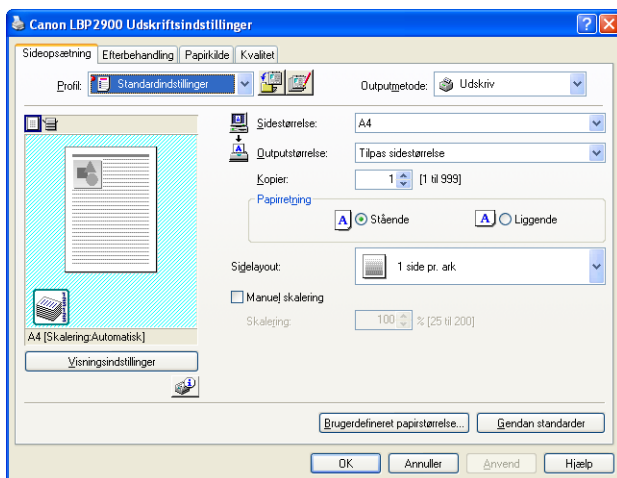 Canon LBP2900 Udskriftsindstillinger
Sideopsætning Efterbehandling Papirkilde Kvalitet
Profil: Standardindstillinger Outputmetode: Udskriv
Sidestørrelse: A4
Outputstørrelse: Tilpas sidestørrelse
Kopier: 1 [1 til 999]
Papirretning
A Stående A Liggende
Sidelayout: 1 side pr. ark
Manuel skalering
Skalering: 100 % [25 til 200]
A4 [Skalering:Automatisk]
Visningsindstillinger
Brugerdefineret papirstørrelse... Gendan standarder
OK Annuller Anvend Hjælp